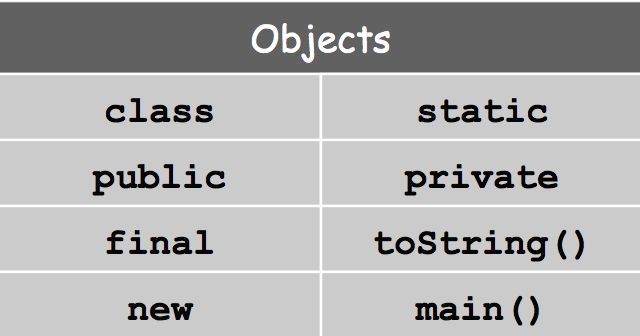 Objects
class static
public private
final toString()
new main()